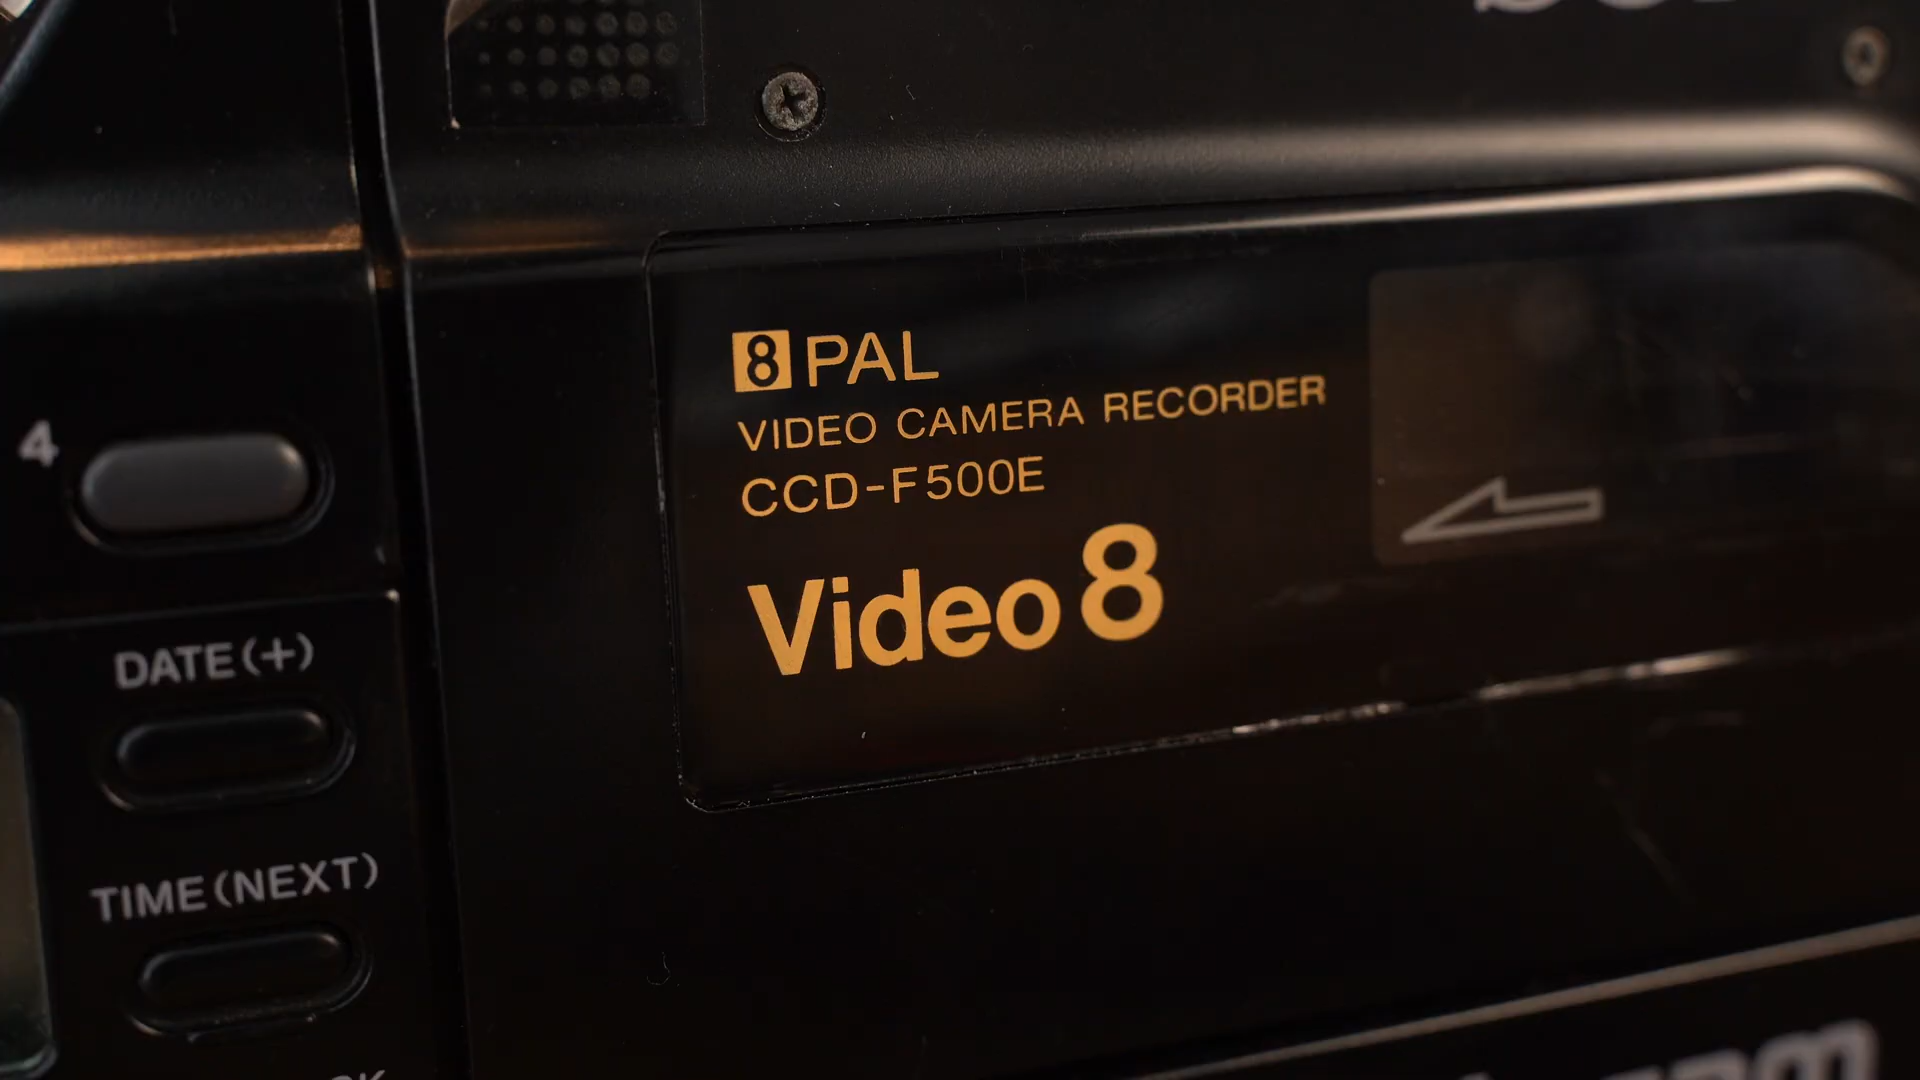 8 PAL
VIDEO CAMERA RECORDER
CCD-F500E
Video 8
4
DATE(+)
TIME(NEXT)